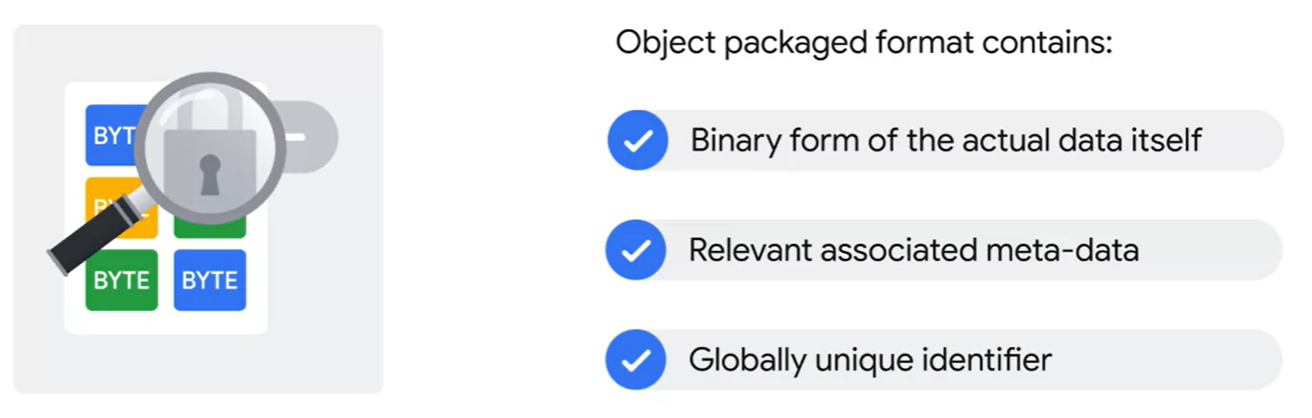 Object packaged format contains:
Binary form of the actual data itself
Relevant associated meta-data
Globally unique identifier
BYT
BYTE BYTE